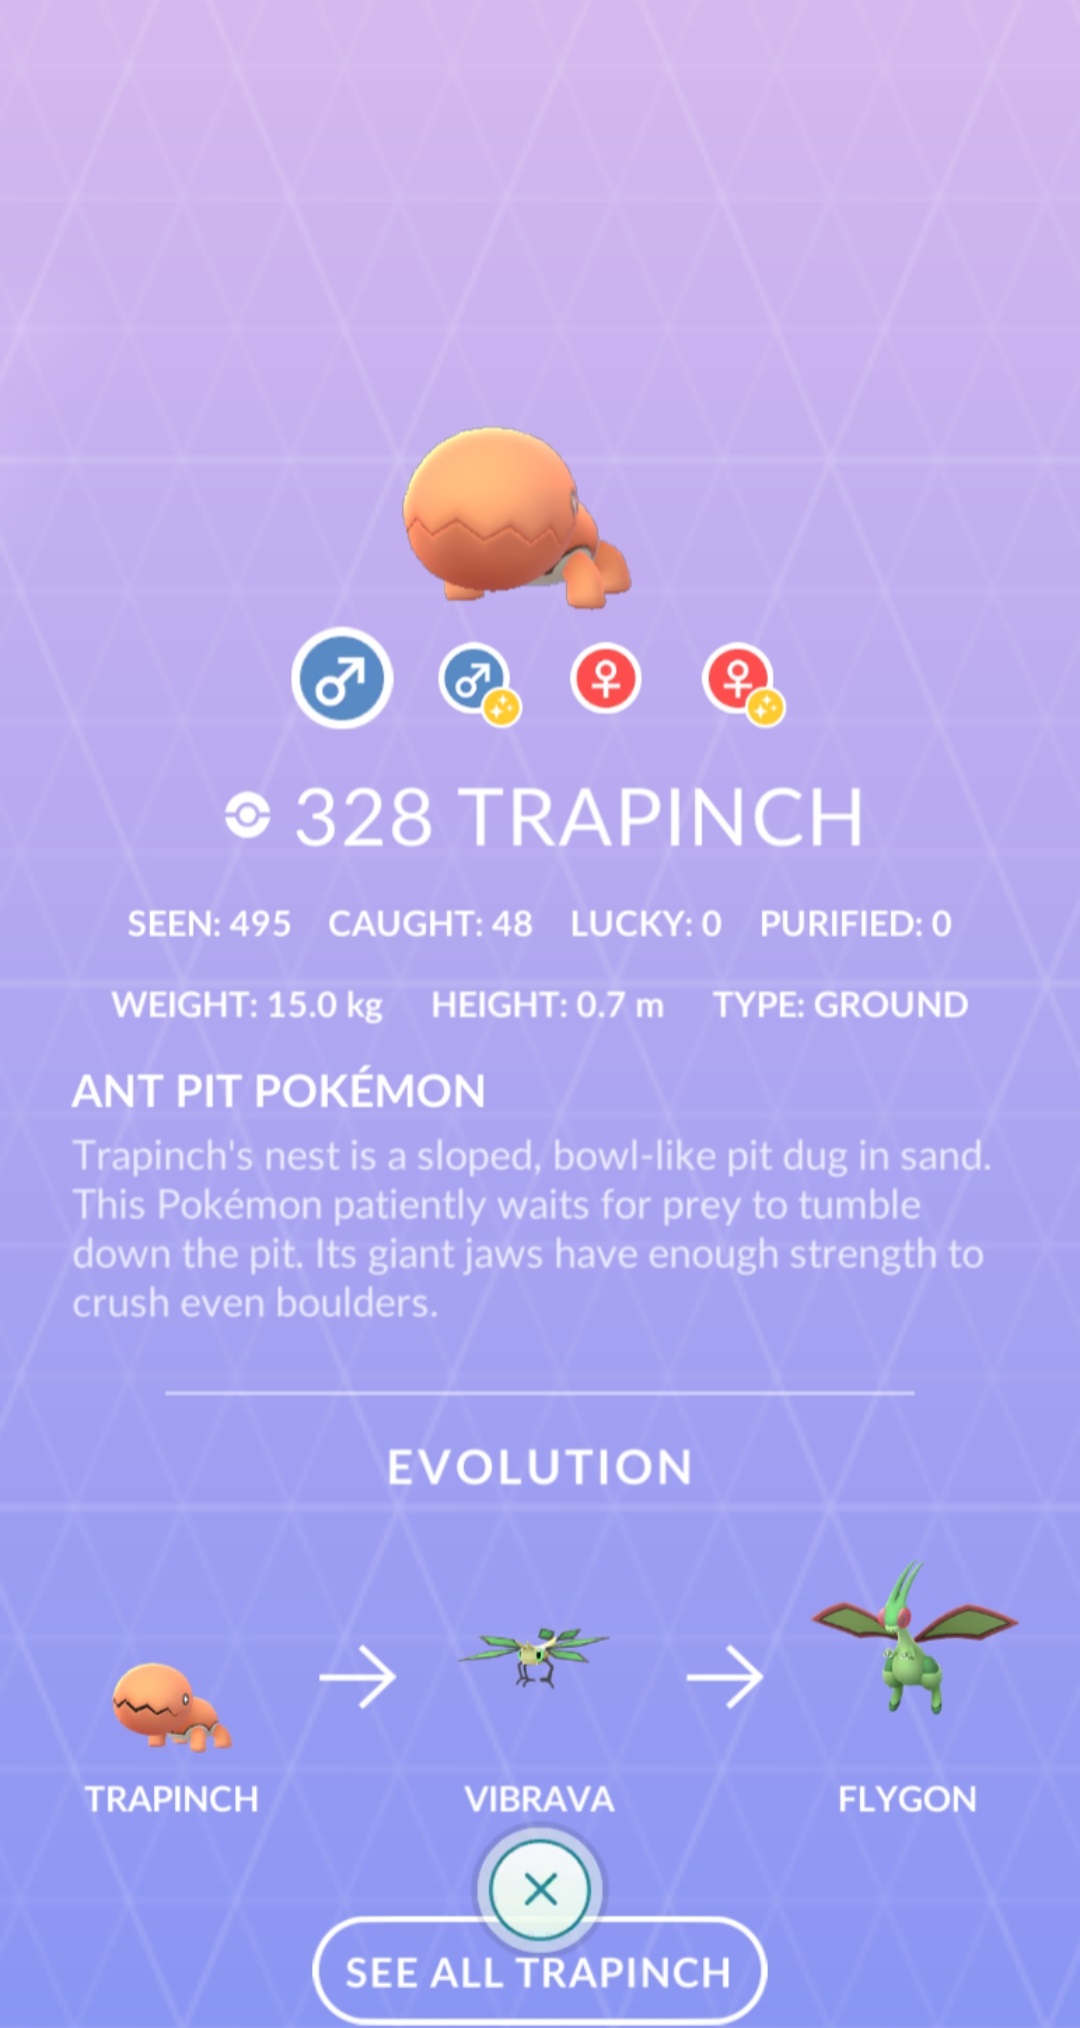 328 TRAPINCH
SEEN: 495 CAUGHT: 48 LUCKY: 0 PURIFIED: 0
WEIGHT: 15.0 kg HEIGHT: 0.7 m TYPE: GROUND
ANT PIT POKÉMON
Trapinch's nest is a sloped, bowl-like pit dug in sand.
This Pokémon patiently waits for prey to tumble
down the pit. Its giant jaws have enough strength to
crush even boulders.
EVOLUTION
TRAPINCH VIBRAVA FLYGON
SEE ALL TRAPINCH